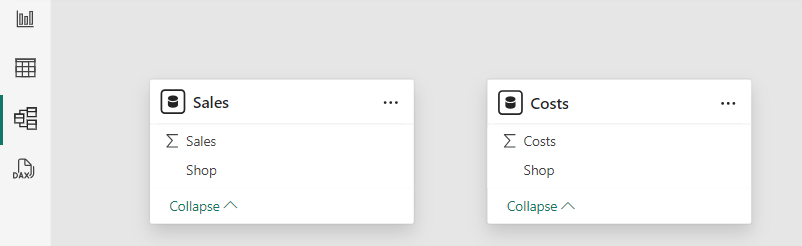 Sales
Σ Sales
Shop
Collapse
Costs
Σ Costs
Shop
Collapse
DAX